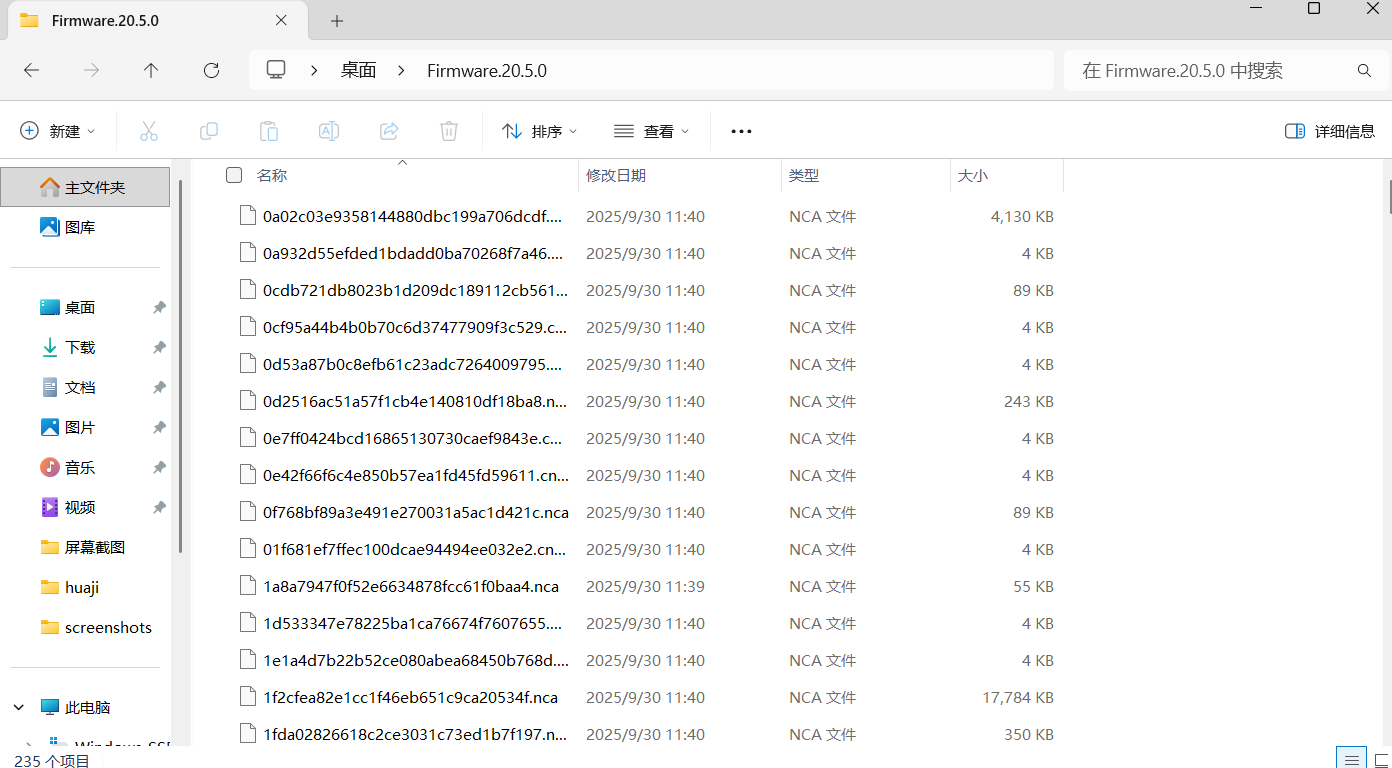 Firmware.20.5.0
桌面 Firmware.20.5.0 在 Firmware.20.5.0 中搜索
新建 排序 查看 ... 详细信息
主文件夹
图库
桌面
下载
文档
图片
音乐
视频
屏幕截图
huaji
screenshots
此电脑
名称 修改日期 类型 大小
0a02c03e9358144880dbc199a706dcdf.... 2025/9/30 11:40 NCA 文件 4,130 KB
0a932d55efded1bdadd0ba70268f7a46.... 2025/9/30 11:40 NCA 文件 4 KB
0cdb721db8023b1d209dc189112cb561... 2025/9/30 11:40 NCA 文件 89 KB
0cf95a44b4b0b70c6d37477909f3c529.c... 2025/9/30 11:40 NCA 文件 4 KB
0d53a87b0c8efb61c23adc7264009795.... 2025/9/30 11:40 NCA 文件 4 KB
0d2516ac51a57f1cb4e140810df18ba8.n... 2025/9/30 11:40 NCA 文件 243 KB
0e7ff0424bcd16865130730caef9843e.c... 2025/9/30 11:40 NCA 文件 4 KB
0e42f66f6c4e850b57ea1fd45fd59611.cn... 2025/9/30 11:40 NCA 文件 4 KB
0f768bf89a3e491e270031a5ac1d421c.nca 2025/9/30 11:40 NCA 文件 89 KB
01f681ef7ffec100dcae94494ee032e2.cn... 2025/9/30 11:40 NCA 文件 4 KB
1a8a7947f0f52e6634878fcc61f0baa4.nca 2025/9/30 11:39 NCA 文件 55 KB
1d533347e78225ba1ca76674f7607655.... 2025/9/30 11:40 NCA 文件 4 KB
1e1a4d7b22b52ce080abea68450b768d.... 2025/9/30 11:40 NCA 文件 4 KB
1f2cfea82e1cc1f46eb651c9ca20534f.nca 2025/9/30 11:40 NCA 文件 17,784 KB
1fda02826618c2ce3031c73ed1b7f197.n... 2025/9/30 11:40 NCA 文件 350 KB
235 个项目